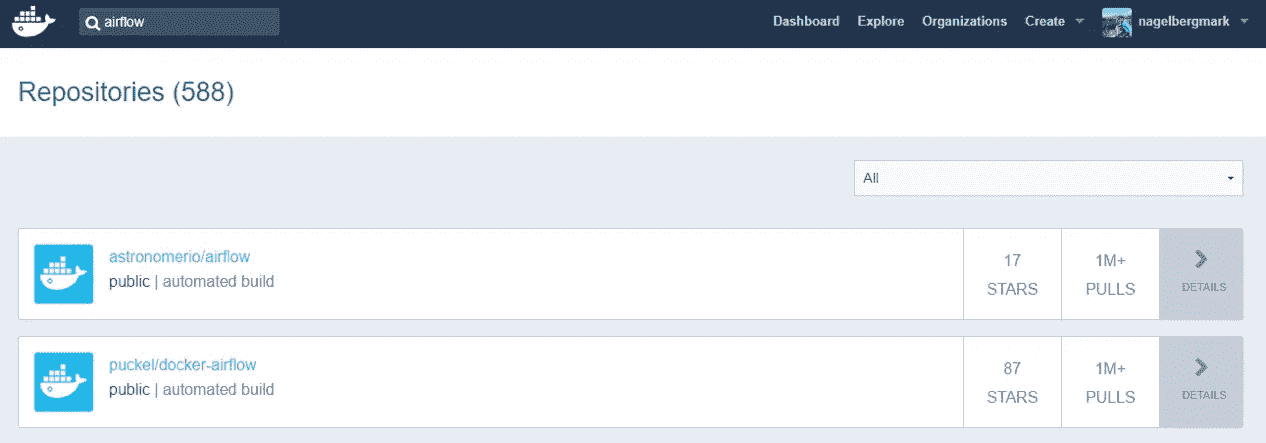 airflow
Dashboard Explore Organizations Create nagelbergmark
Repositories (588)
All
astronomerio/airflow
public | automated build
17
STARS
1M+
PULLS
DETAILS
puckel/docker-airflow
public | automated build
87
STARS
1M+
PULLS
DETAILS